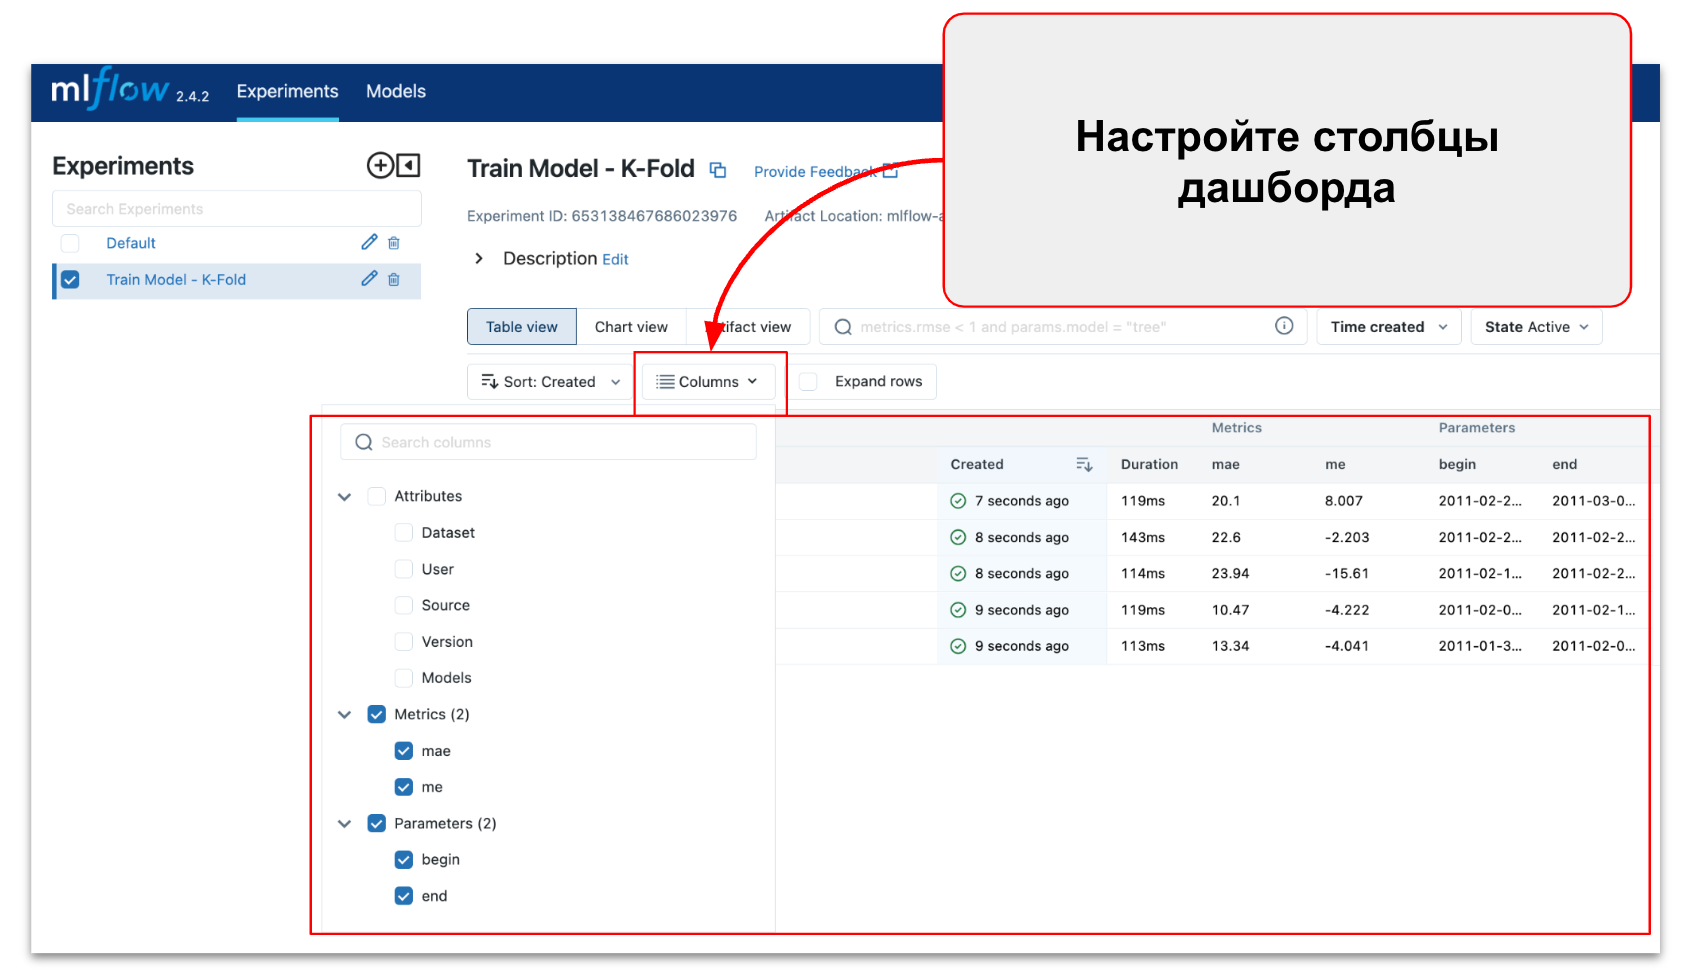 mlflow 2.4.2 Experiments Models
Настройте столбцы
дашборда
Experiments
Search Experiments
Default
Train Model - K-Fold
Train Model - K-Fold Provide Feedback
Experiment ID: 653138467686023976 Artifact Location: mlflow-a
Description Edit
Table view Chart view tifact view metrics.rmse < 1 and params.model = "tree" Time created State Active
Sort: Created Columns Expand rows
Search columns
Attributes
Dataset
User
Source
Version
Models
Metrics (2)
mae
me
Parameters (2)
begin
end
Metrics Parameters
Created Duration mae me begin end
7 seconds ago 119ms 20.1 8.007 2011-02-2... 2011-03-0...
8 seconds ago 143ms 22.6 -2.203 2011-02-2... 2011-02-2...
8 seconds ago 114ms 23.94 -15.61 2011-02-1... 2011-02-2...
9 seconds ago 119ms 10.47 -4.222 2011-02-0... 2011-02-1...
9 seconds ago 113ms 13.34 -4.041 2011-01-3... 2011-02-0...